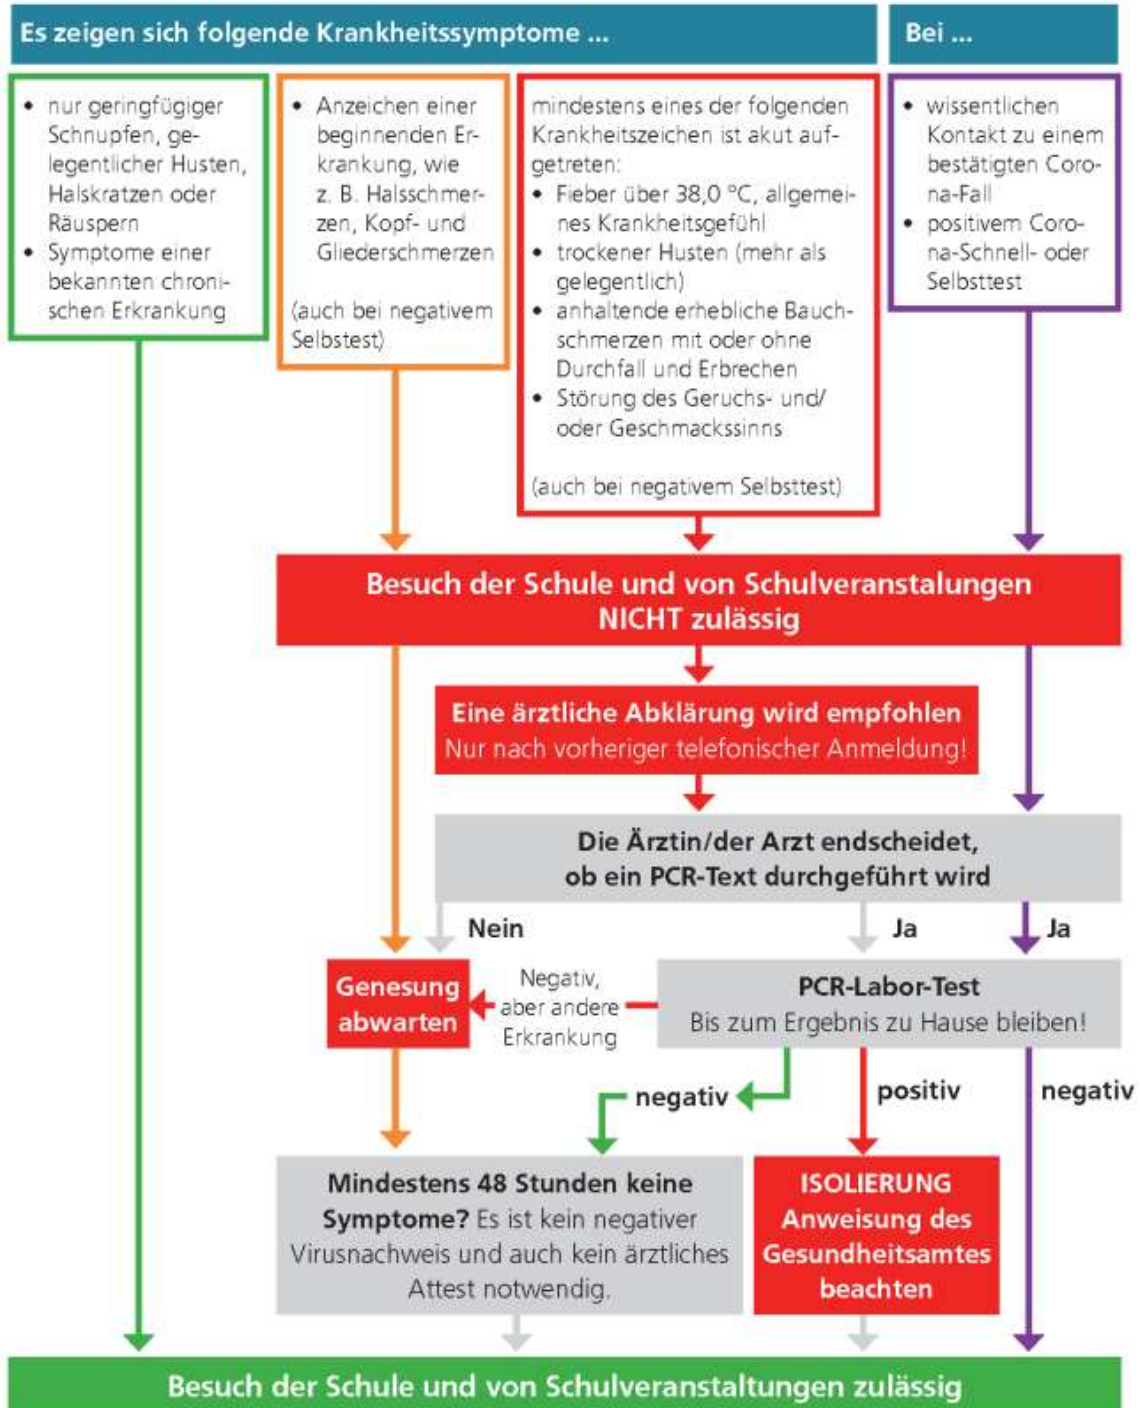 Es zeigen sich folgende Krankheitssymptome ...
Bei ...
• nur geringfügiger
Schnupfen, ge-
legentlicher Husten,
Halskratzen oder
Räuspern
• Symptome einer
bekannten chroni-
schen Erkrankung
• Anzeichen einer
beginnenden Er-
krankung, wie
z. B. Halsschmer-
zen, Kopf- und
Gliederschmerzen
(auch bei negativem
Selbstest)
mindestens eines der folgenden
Krankheitszeichen ist akut auf-
getreten:
• Fieber über 38,0 °C, allgemei-
nes Krankheitsgefühl
• trockener Husten (mehr als
gelegentlich)
• anhaltende erhebliche Bauch-
schmerzen mit oder ohne
Durchfall und Erbrechen
• Störung des Geruchs- und/
oder Geschmackssinns
(auch bei negativem Selbsttest)
• wissentlichen
Kontakt zu einem
bestätigten Coro-
na-Fall
• positivem Coro-
na-Schnell- oder
Selbsttest
Besuch der Schule und von Schulveranstalungen
NICHT zulässig
Eine ärztliche Abklärung wird empfohlen
Nur nach vorheriger telefonischer Anmeldung!
Die Ärztin/der Arzt endscheidet,
ob ein PCR-Text durchgeführt wird
Nein
Ja
Ja
Genesung
abwarten
Negativ,
aber andere
Erkrankung
PCR-Labor-Test
Bis zum Ergebnis zu Hause bleiben!
negativ
positiv
negativ
Mindestens 48 Stunden keine
Symptome? Es ist kein negativer
Virusnachweis und auch kein ärztliches
Attest notwendig.
ISOLIERUNG
Anweisung des
Gesundheitsamtes
beachten
Besuch der Schule und von Schulveranstaltungen zulässig